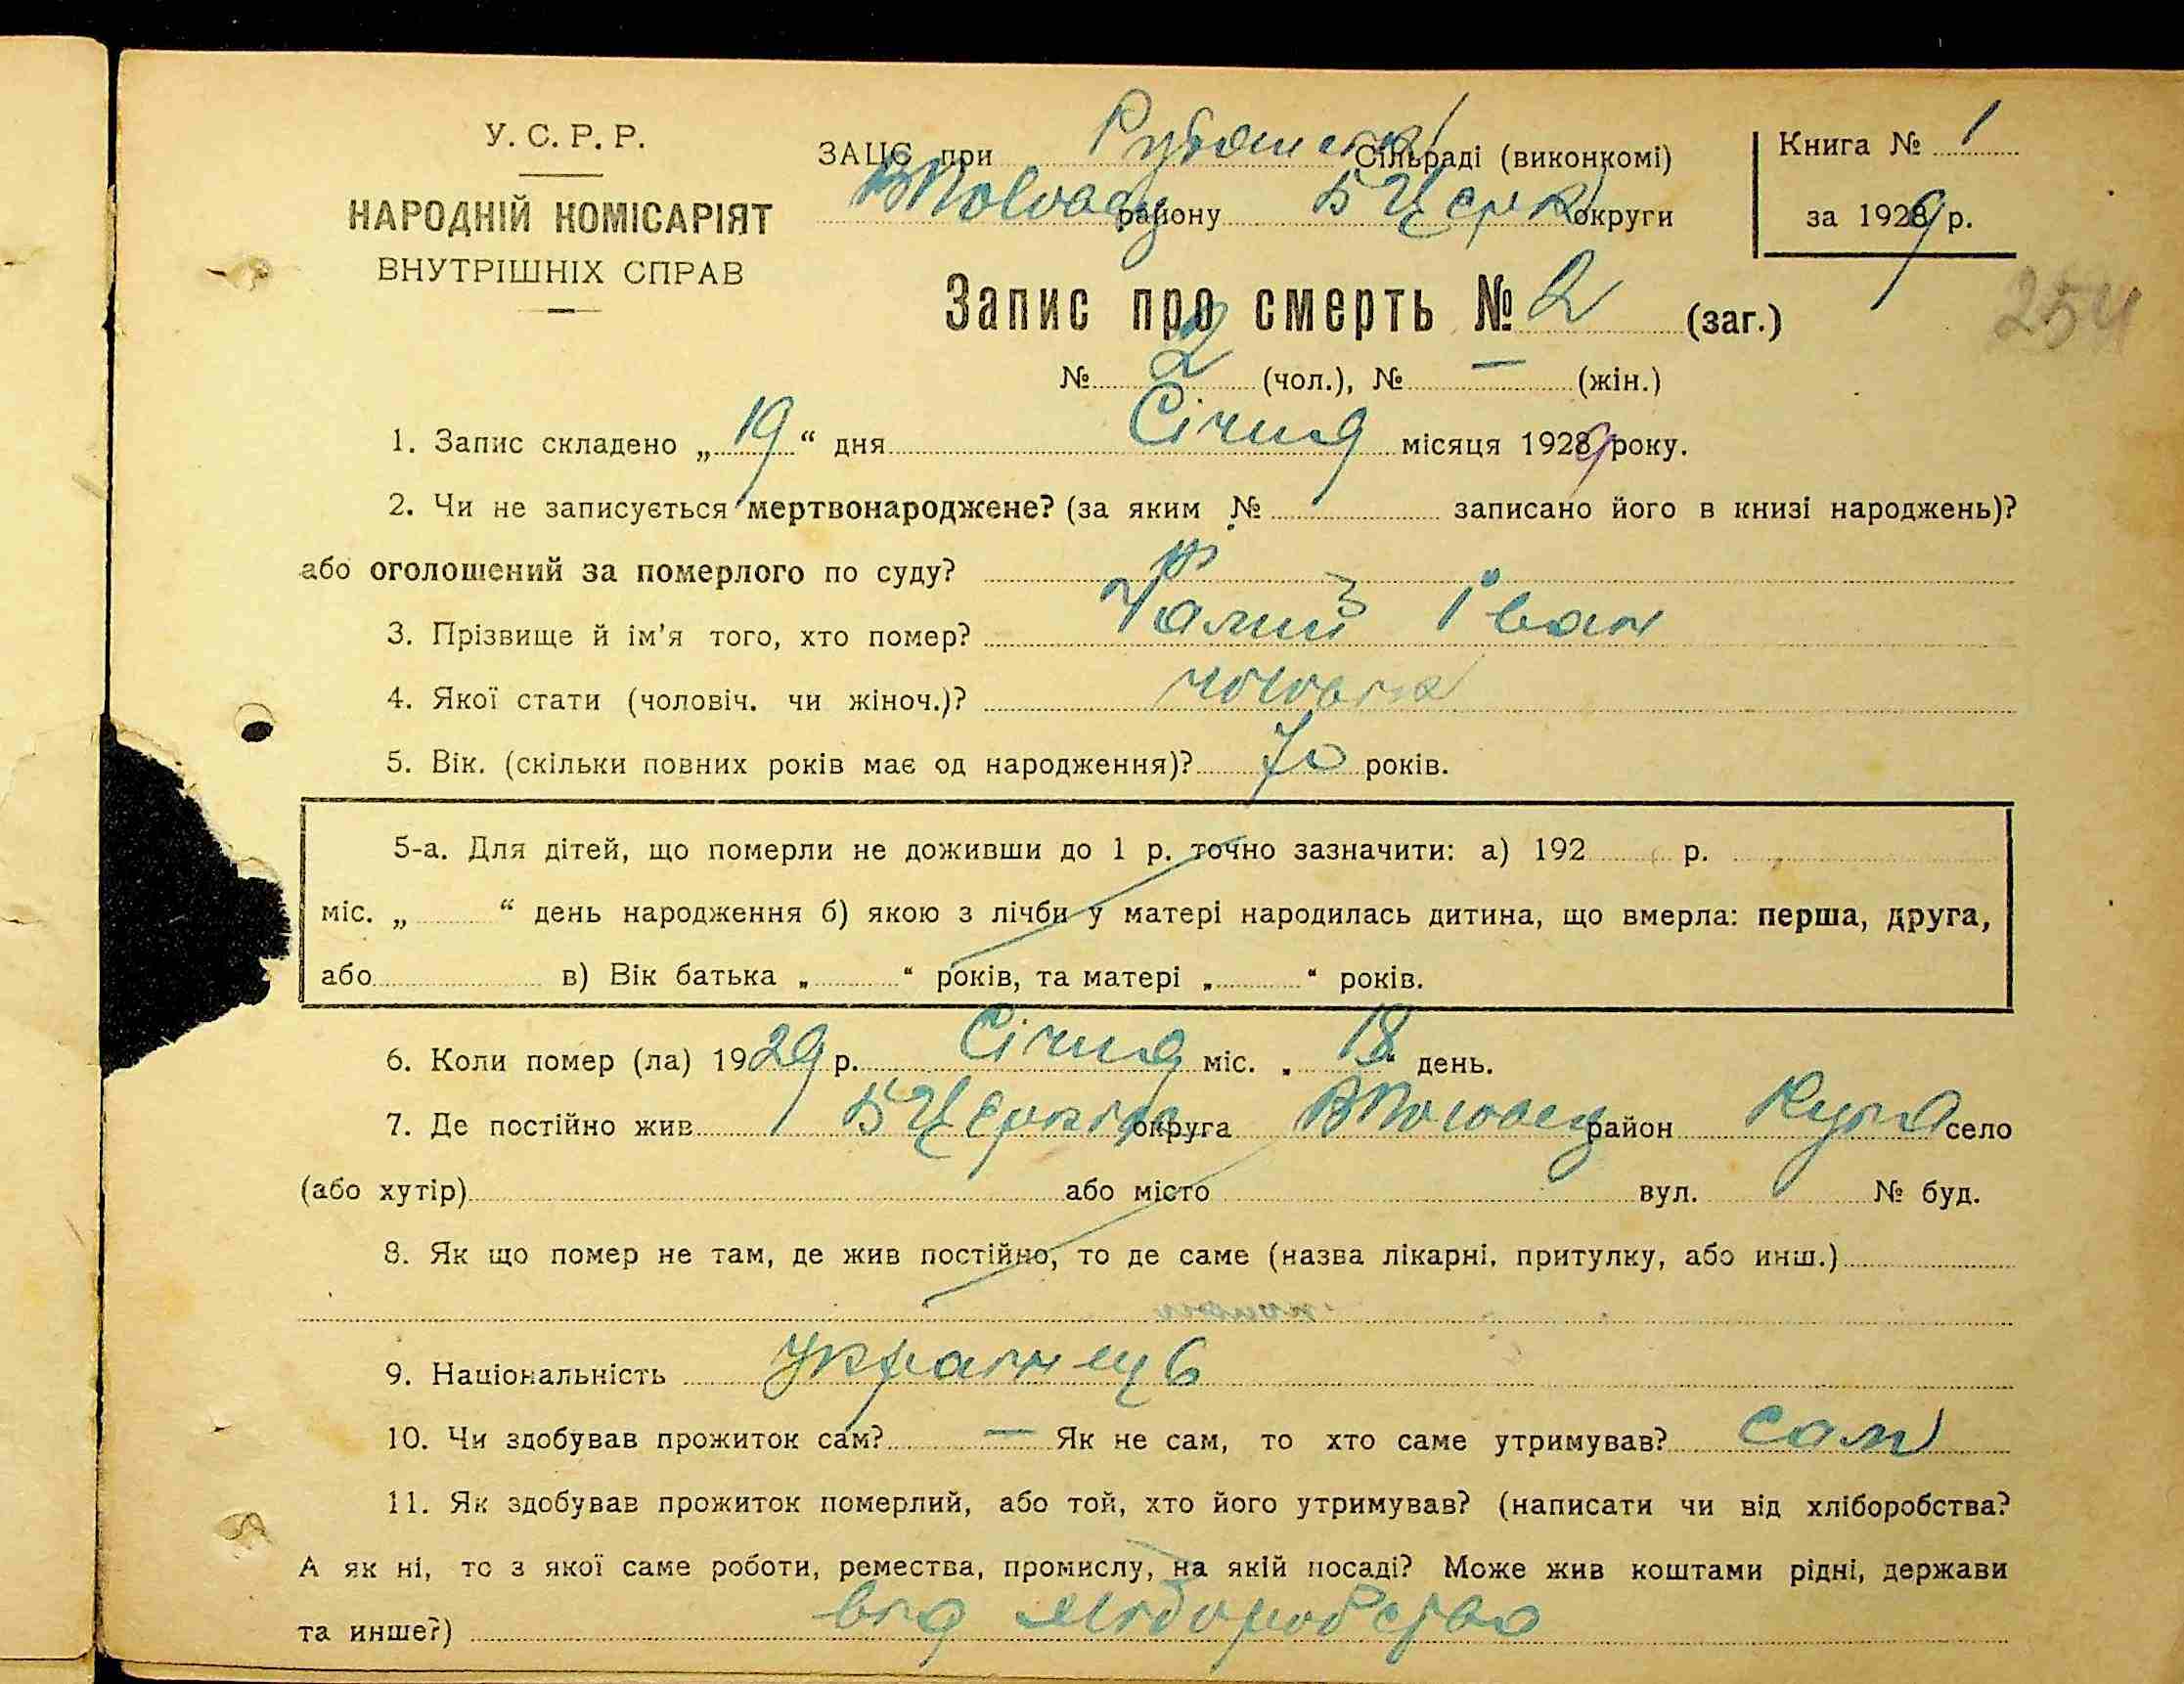 У. С. Р. Р.
НАРОДНІЙ КОМІСАРІЯТ
ВНУТРІШНІХ СПРАВ
ЗАЦС при Сільраді (виконкомі)
району БЦерк округи
Книга № 1
за 1929 р.
254
Запис про смерть № 2 (заг.)
№ 2 (чол.), № — (жін.)
1. Запис складено „ 19 “ дня Січня місяця 1929 року.
2. Чи не записується мертвонароджене? (за яким № записано його в книзі народжень)?
або оголошений за померлого по суду?
3. Прізвище й ім’я того, хто помер? Іван
4. Якої стати (чоловіч. чи жіноч.)?
5. Вік. (скільки повних років має од народження)? 70 років.
5-а. Для дітей, що померли не доживши до 1 р. точно зазначити: а) 192 р.
міс. „ “ день народження б) якою з лічби у матері народилась дитина, що вмерла: перша, друга,
або в) Вік батька „ “ років, та матері „ “ років.
6. Коли помер (ла) 1929 р. Січня міс. „ 18 “ день.
7. Де постійно жив округа район село
(або хутір) або місто вул. № буд.
8. Як що помер не там, де жив постійно, то де саме (назва лікарні, притулку, або инш.)
9. Національність українець
10. Чи здобував прожиток сам? — Як не сам, то хто саме утримував? сам
11. Як здобував прожиток померлий, або той, хто його утримував? (написати чи від хліборобства?
А як ні, то з якої саме роботи, ремества, промислу, на якій посаді? Може жив коштами рідні, держави
та инше?) від хліборобства